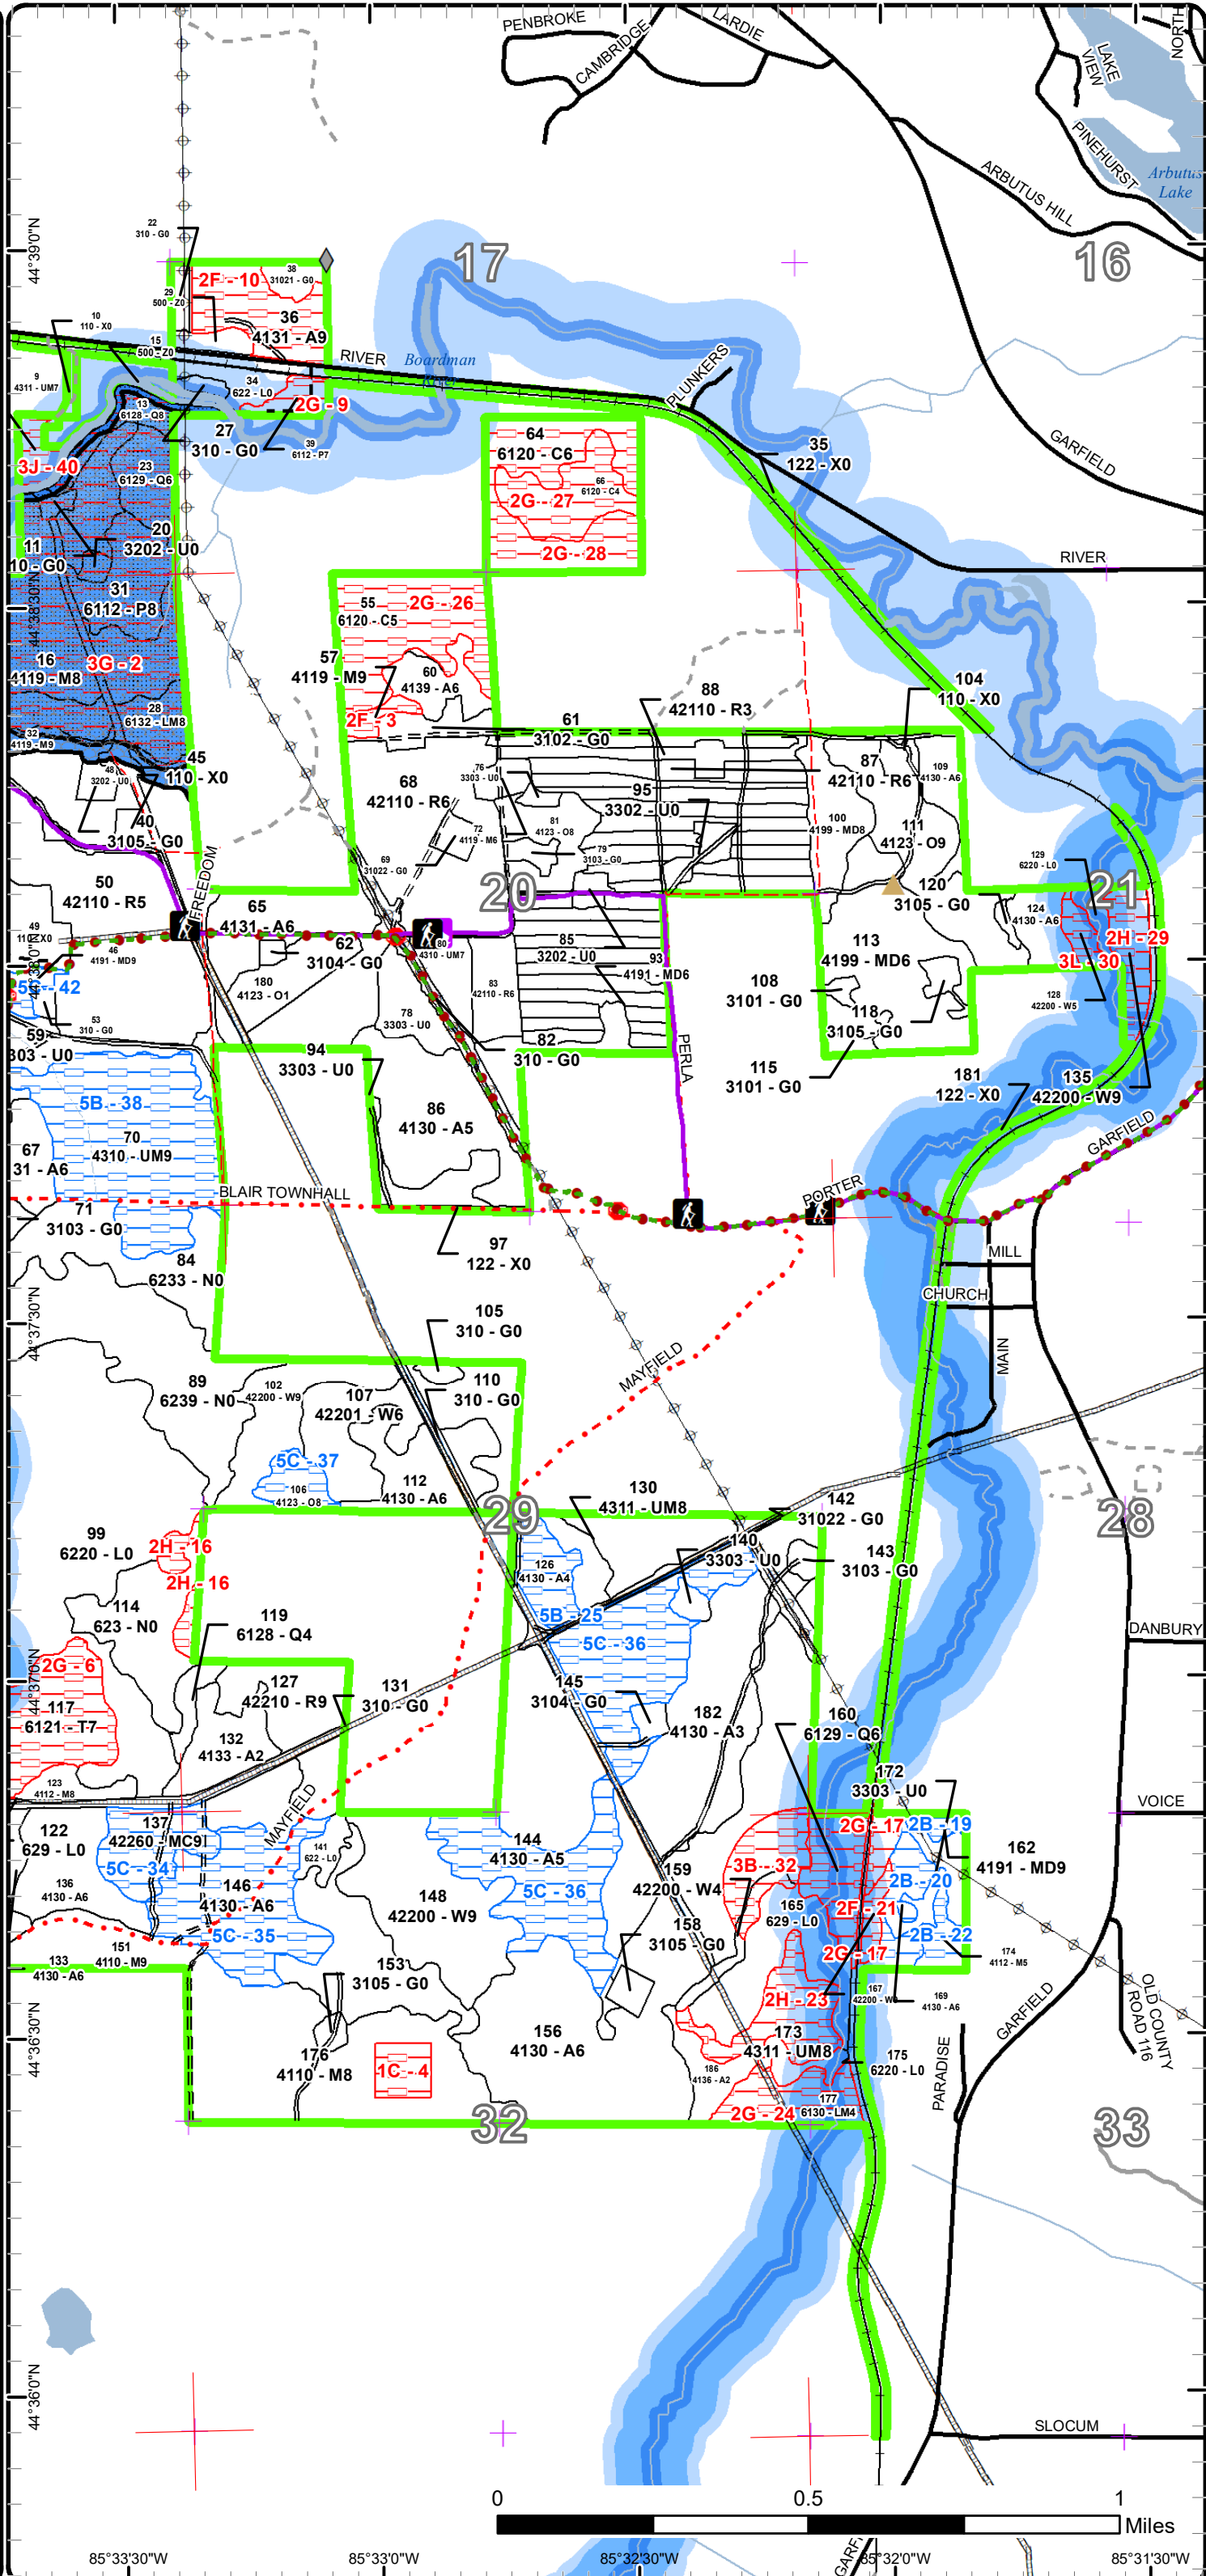 PENBROKE
CAMBRIDGE
LARDIE
NORTH
LAKE
VIEW
PINEHURST
ARBUTUS HILL
Arbutus
Lake
44°39'0"N
22
310 - G0
17
16
2F - 10
38
31021 - G0
29
500 - Z0
36
4131 - A9
10
110 - X0
15
500 - Z0
RIVER
Boardman
River
PLUNKERS
9
4311 - UM7
34
622 - L0
2G - 9
13
6128 - Q8
27
310 - G0
39
6112 - P7
64
6120 - C6
35
122 - X0
GARFIELD
3J - 40
23
6129 - Q6
66
6120 - C4
2G - 27
20
3202 - U0
2G - 28
RIVER
11
10 - G0
44°38'30"N
31
6112 - P8
55
6120 - C5
2G - 26
16
4119 - M8
3G - 2
57
4119 - M9
60
4139 - A6
88
42110 - R3
104
110 - X0
28
6132 - LM8
2F - 3
61
3102 - G0
32
4119 - M9
45
110 - X0
48
3202 - U0
68
42110 - R6
76
3303 - U0
87
42110 - R6
109
4130 - A6
95
3302 - U0
40
3105 - G0
81
4123 - O8
100
4199 - MD8
111
4123 - O9
72
4119 - M6
79
3103 - G0
69
31022 - G0
129
6220 - L0
FREEDOM
50
42110 - R5
20
120
3105 - G0
21
65
4131 - A6
124
4130 - A6
49
110 - X0
46
4191 - MD9
62
3104 - G0
80
4310 - UM7
85
3202 - U0
93
4191 - MD6
113
4199 - MD6
2H - 29
3L - 30
44°38'0"N
42
180
4123 - O1
83
42110 - R6
108
3101 - G0
128
42200 - W5
53
310 - G0
78
3303 - U0
118
3105 - G0
59
303 - U0
94
3303 - U0
82
310 - G0
PERLA
115
3101 - G0
181
122 - X0
135
42200 - W9
5B - 38
86
4130 - A5
70
4310 - UM9
67
31 - A6
GARFIELD
BLAIR TOWNHALL
PORTER
71
3103 - G0
84
6233 - N0
97
122 - X0
MILL
CHURCH
44°37'30"N
105
310 - G0
MAIN
MAYFIELD
89
6239 - N0
102
42200 - W9
107
42201 - W6
110
310 - G0
5C - 37
106
4123 - O8
112
4130 - A6
130
4311 - UM8
142
31022 - G0
29
28
99
6220 - L0
2H - 16
2H - 16
140
3303 - U0
143
3103 - G0
126
4130 - A4
114
623 - N0
119
6128 - Q4
5B - 25
5C - 36
DANBURY
2G - 6
44°37'0"N
117
6121 - T7
127
42210 - R9
131
310 - G0
145
3104 - G0
182
4130 - A3
160
6129 - Q6
132
4133 - A2
123
4112 - M8
172
3303 - U0
VOICE
MAYFIELD
122
629 - L0
137
42260 - MC9
2G - 17
2B - 19
5C - 34
141
622 - L0
144
4130 - A5
162
4191 - MD9
136
4130 - A6
146
4130 - A6
148
42200 - W9
5C - 36
159
42200 - W4
3B - 32
2B - 20
165
629 - L0
2F - 21
5C - 35
158
3105 - G0
2B - 22
151
4110 - M9
133
4130 - A6
153
3105 - G0
2G - 17
174
4112 - M5
2H - 23
169
4130 - A6
OLD COUNTY
ROAD 116
GARFIELD
44°36'30"N
176
4110 - M8
1C - 4
156
4130 - A6
173
4311 - UM8
175
6220 - L0
PARADISE
186
4136 - A2
177
6130 - LM4
2G - 24
32
33
44°36'0"N
SLOCUM
0
0.5
1
Miles
85°33'30"W
85°33'0"W
85°32'30"W
85°32'0"W
85°31'30"W